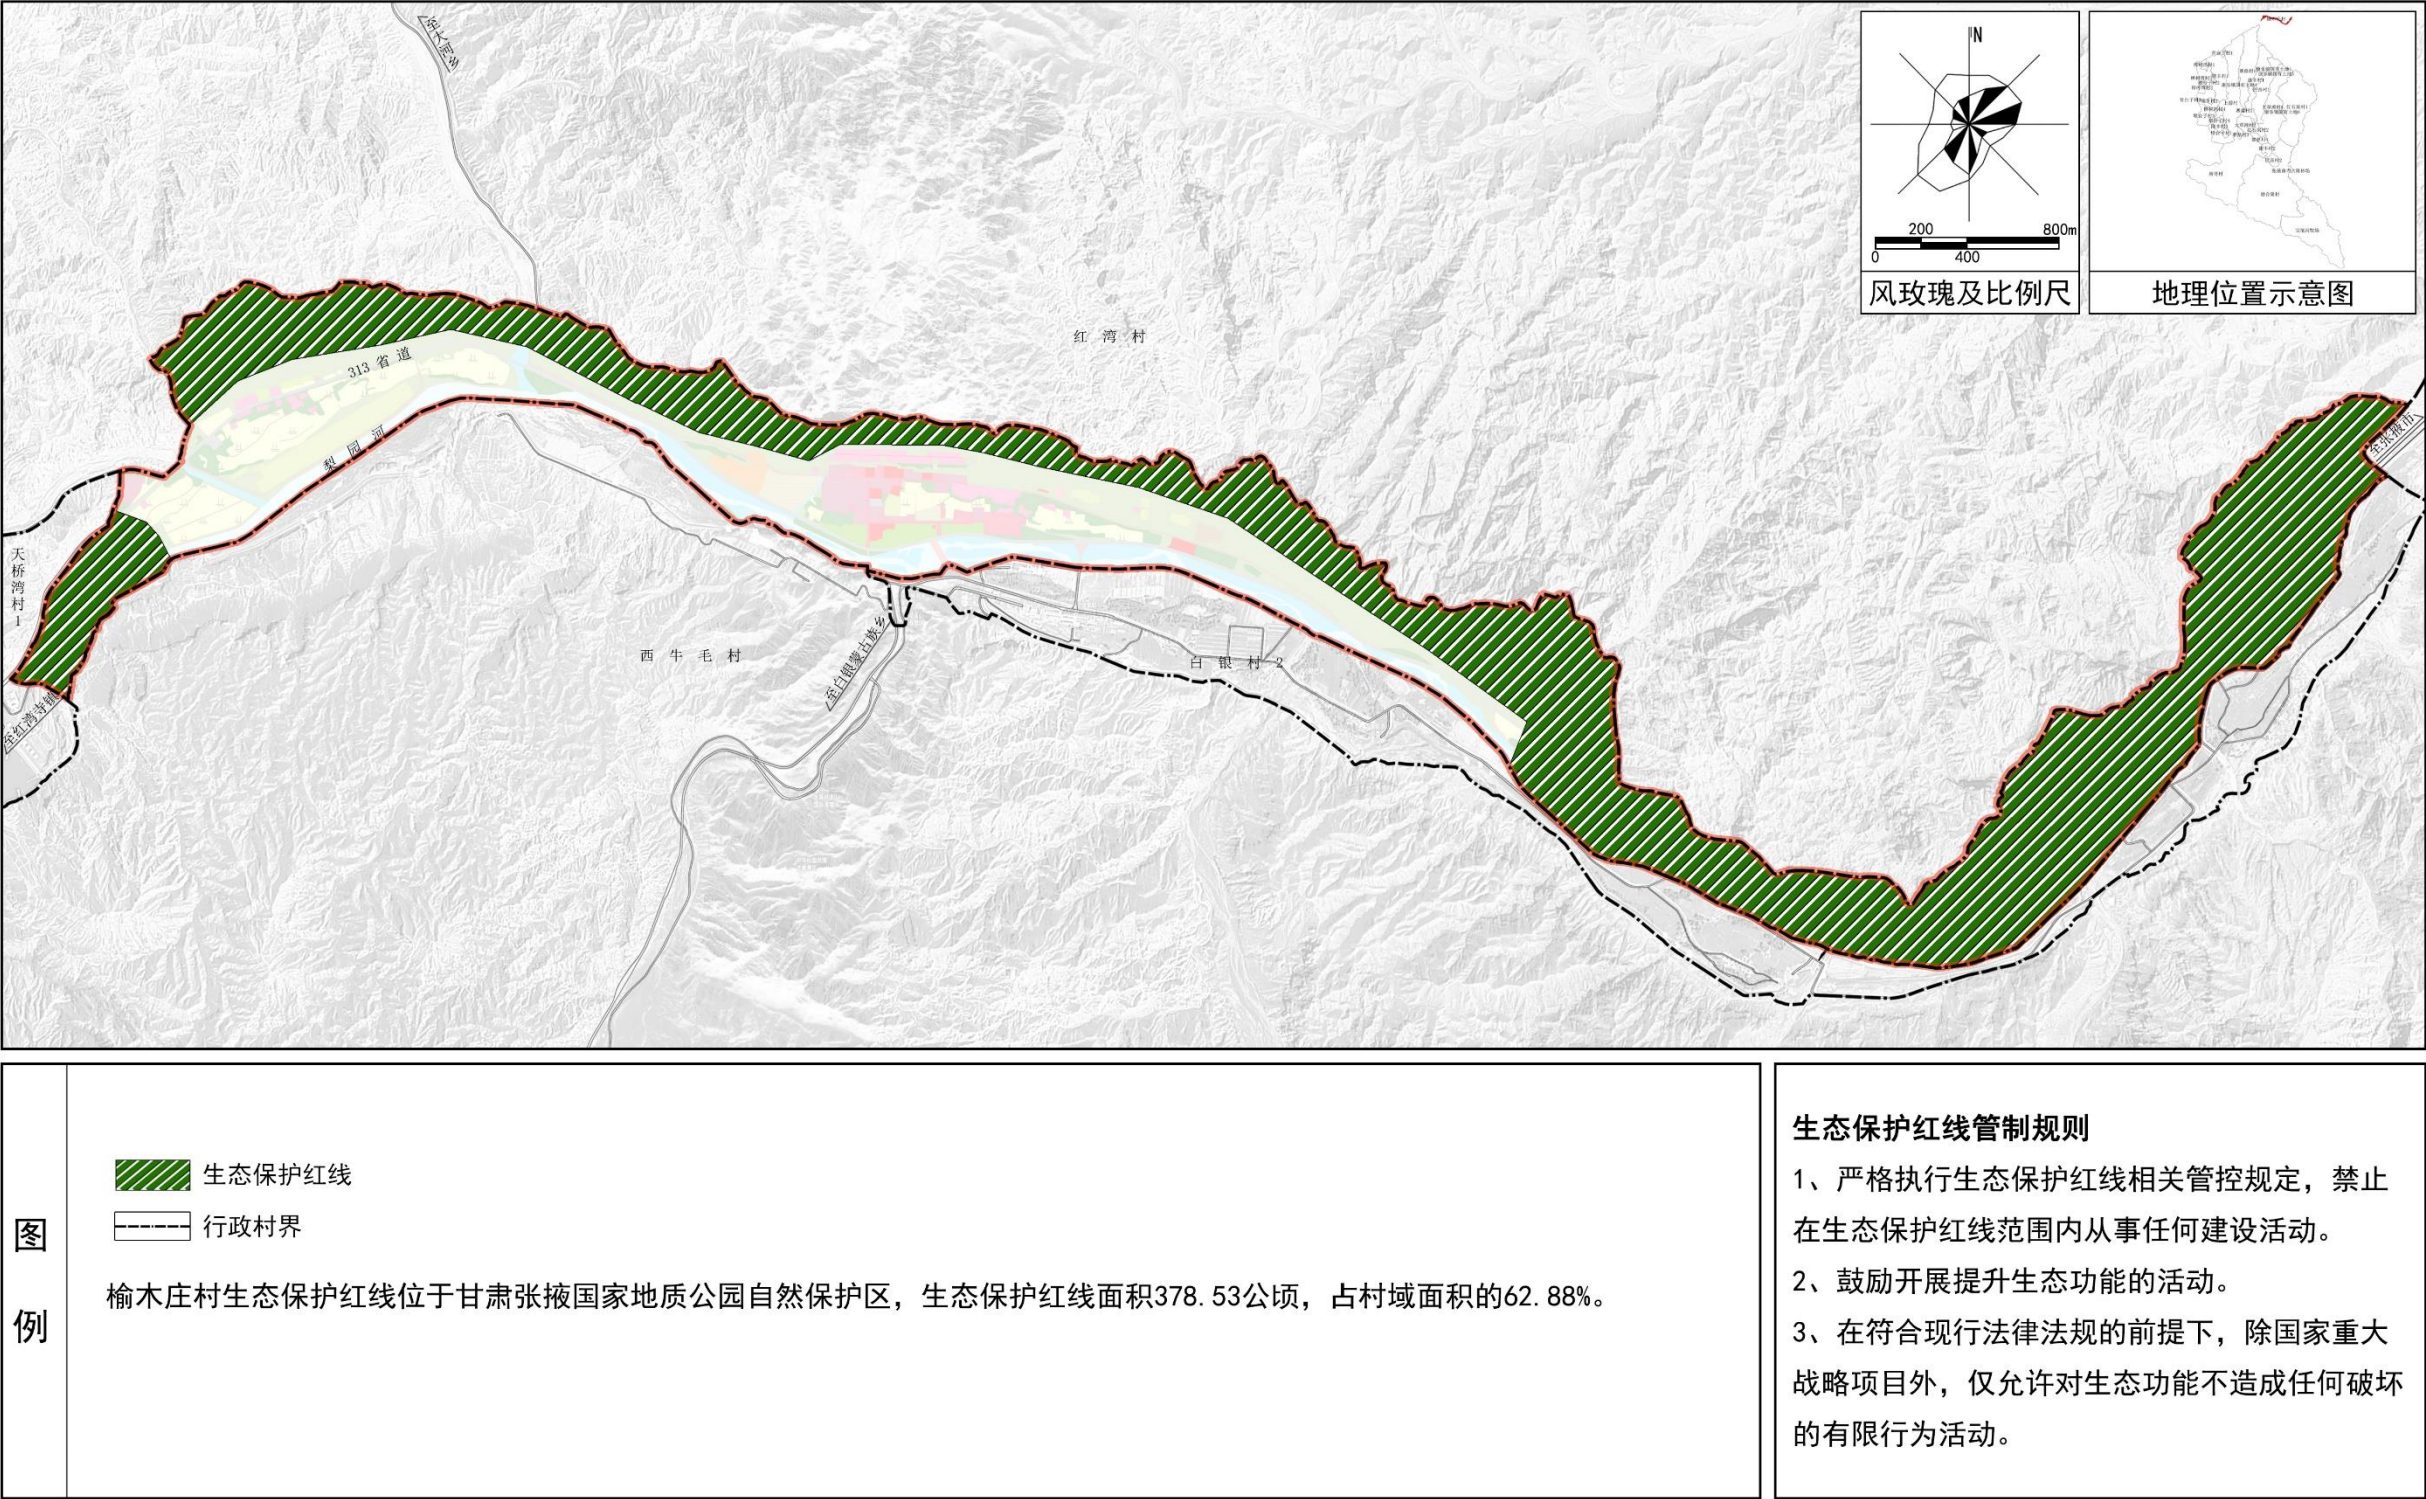 至大河乡
N
200
800m
0
400
风玫瑰及比例尺
地理位置示意图
红湾村
313省道
梨园河
至张掖市
天桥湾村1
西牛毛村
至白银蒙古族乡
白银村2
至红湾寺镇
图例
生态保护红线
行政村界
榆木庄村生态保护红线位于甘肃张掖国家地质公园自然保护区，生态保护红线面积378.53公顷，占村域面积的62.88%。
生态保护红线管制规则
1、严格执行生态保护红线相关管控规定，禁止
在生态保护红线范围内从事任何建设活动。
2、鼓励开展提升生态功能的活动。
3、在符合现行法律法规的前提下，除国家重大
战略项目外，仅允许对生态功能不造成任何破坏
的有限行为活动。